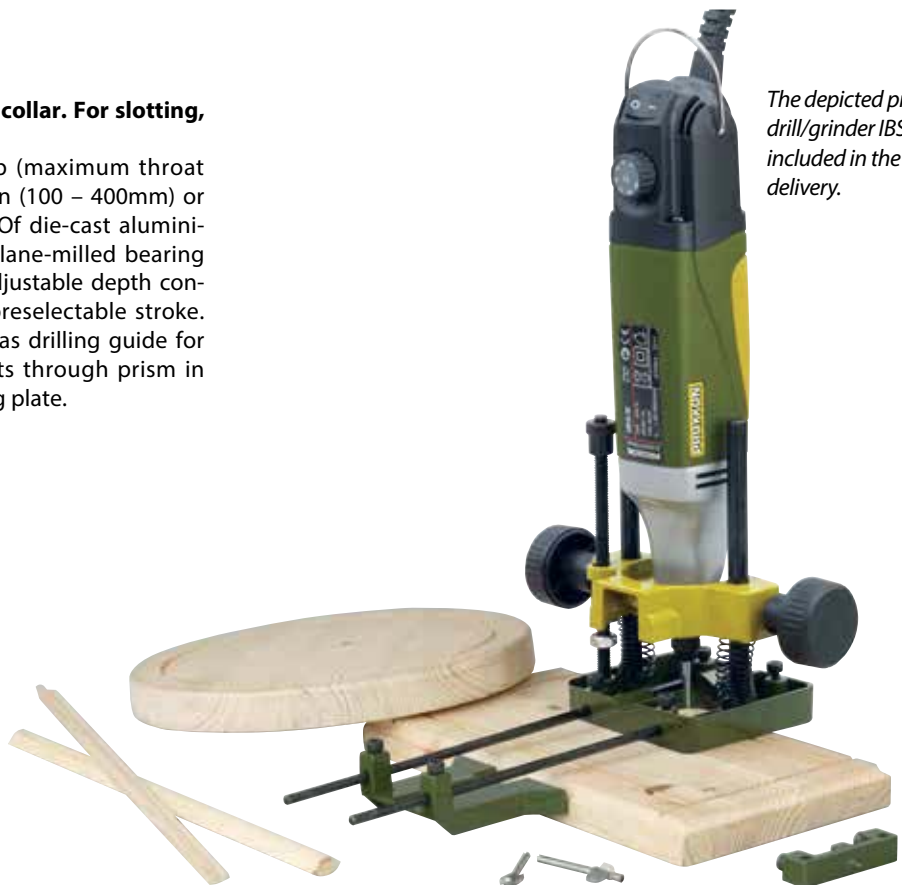 collar. For slotting,
(maximum throat
n (100 – 400mm) or
Of die-cast alumini-
lane-milled bearing
djustable depth con-
preselectable stroke.
as drilling guide for
ts through prism in
g plate.
The depicted
drill/grinder IBS
included in the
delivery.
PROXXON